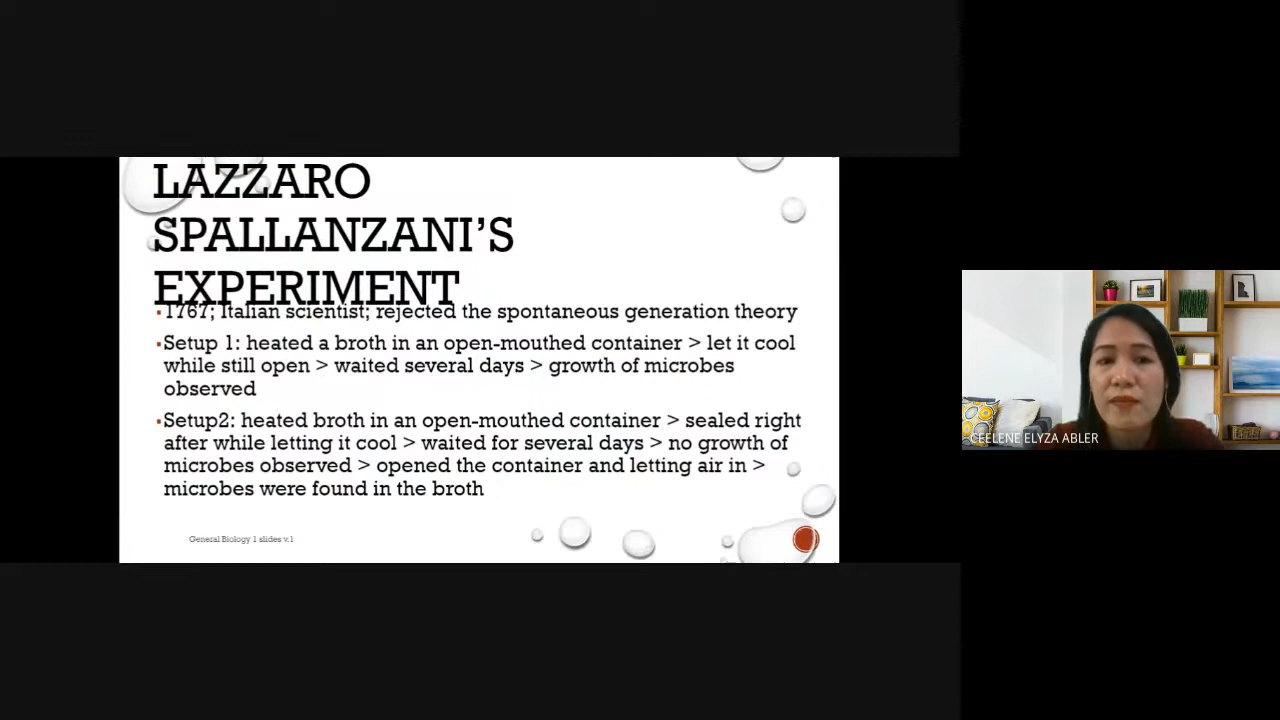 LAZZARO
SPALLANZANI’S
EXPERIMENT
▪1767; Italian scientist; rejected the spontaneous generation theory
▪Setup 1: heated a broth in an open-mouthed container > let it cool
while still open > waited several days > growth of microbes
observed
▪Setup2: heated broth in an open-mouthed container > sealed right
after while letting it cool > waited for several days > no growth of
microbes observed > opened the container and letting air in >
microbes were found in the broth
General Biology 1 slides v.1
CEELENE ELYZA ABLER